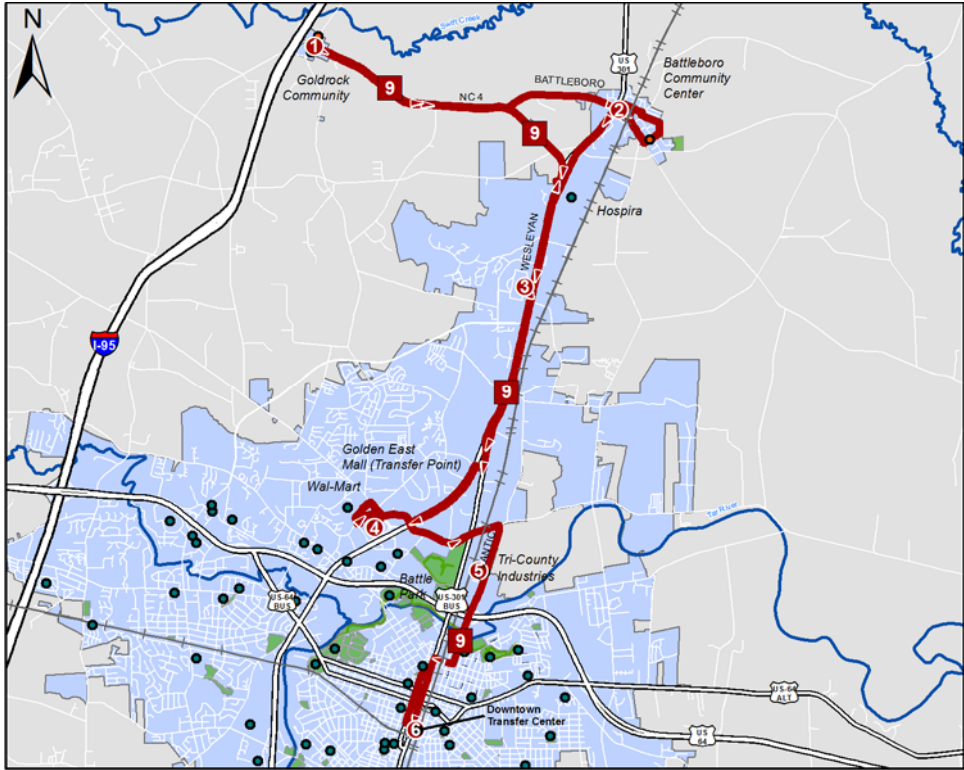 N
Swift Creek
1
Goldrock
Community
9
NC 4
BATTLEBORO
US
301
Battleboro
Community
Center
2
9
Hospira
WESLEYAN
3
I-95
9
Golden East
Mall (Transfer Point)
Wal-Mart
4
Tar River
5
Tri-County
Industries
Battle
Park
US-64
BUS
US-301
BUS
9
US-64
ALT
Downtown
Transfer Center
6
US
64